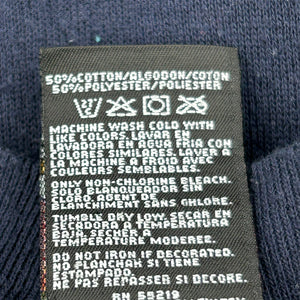 50%COTTON/ALGODON/COTON
50%POLYESTER/POLIESTER
MACHINE WASH COLD WITH
LIKE COLORS. LAVAR EN
LAVADORA EN AGUA FRIA CON
COLORES SIMILARES. LAVER A
LA MACHINE A FROID AVEC
COULEURS SEMBLABLES.
ONLY NON-CHLORINE BLEACH.
SOLO BLANQUEADOR SIN
CLORO. AGENT DE
BLANCHIMENT SANS CHLORE.
TUMBLE DRY LOW. SECAR EN
SECADORA A TEMPERATURA
BAJA. SECHER A
TEMPERATURE MODEREE.
DO NOT IRON IF DECORATED.
NO PLANCHAR SI TIENE
ESTAMPADO.
NE PAS REPASSER SI DECORE.
RN 55219